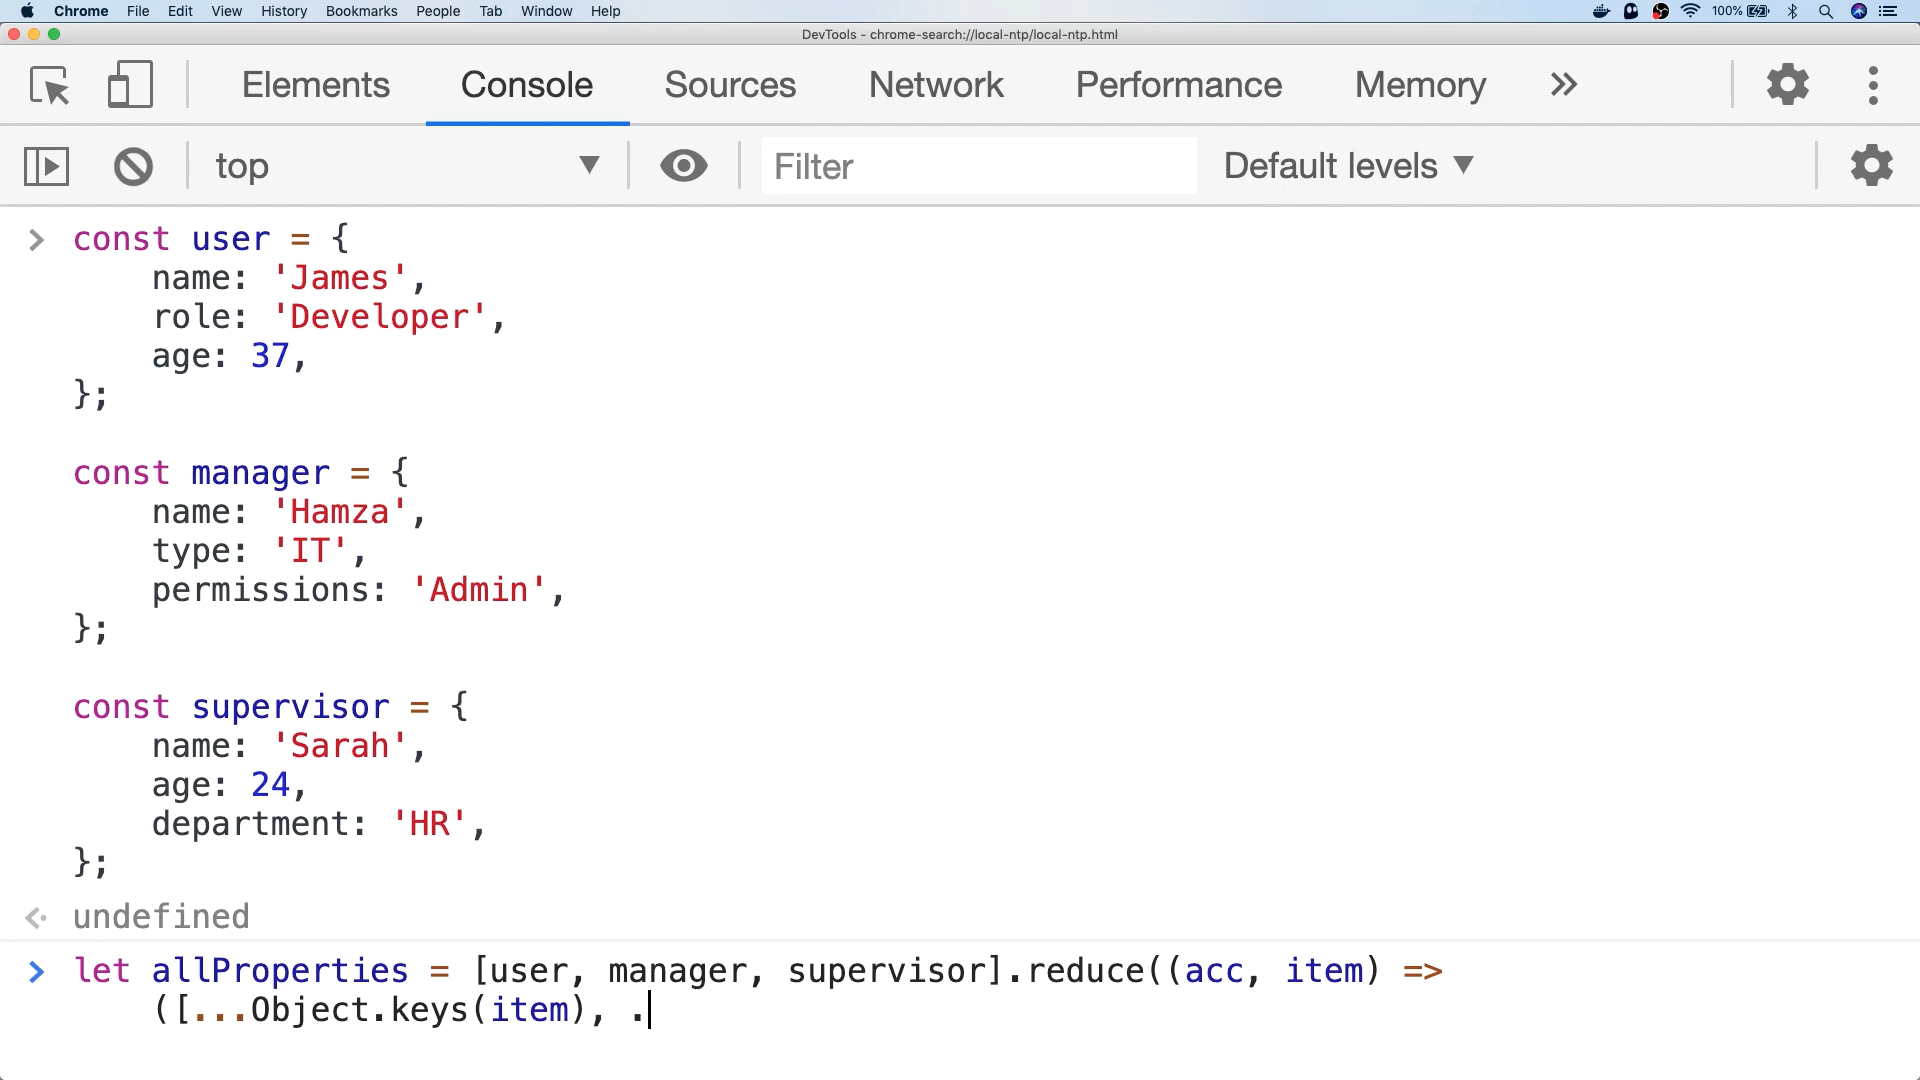 Chrome File Edit View History Bookmarks People Tab Window Help 100%
DevTools - chrome-search://local-ntp/local-ntp.html
Elements Console Sources Network Performance Memory »
top ▼ Filter Default levels ▼
> const user = {
    name: 'James',
    role: 'Developer',
    age: 37,
};
const manager = {
    name: 'Hamza',
    type: 'IT',
    permissions: 'Admin',
};
const supervisor = {
    name: 'Sarah',
    age: 24,
    department: 'HR',
};
undefined
> let allProperties = [user, manager, supervisor].reduce((acc, item) =>
    ([...Object.keys(item), .